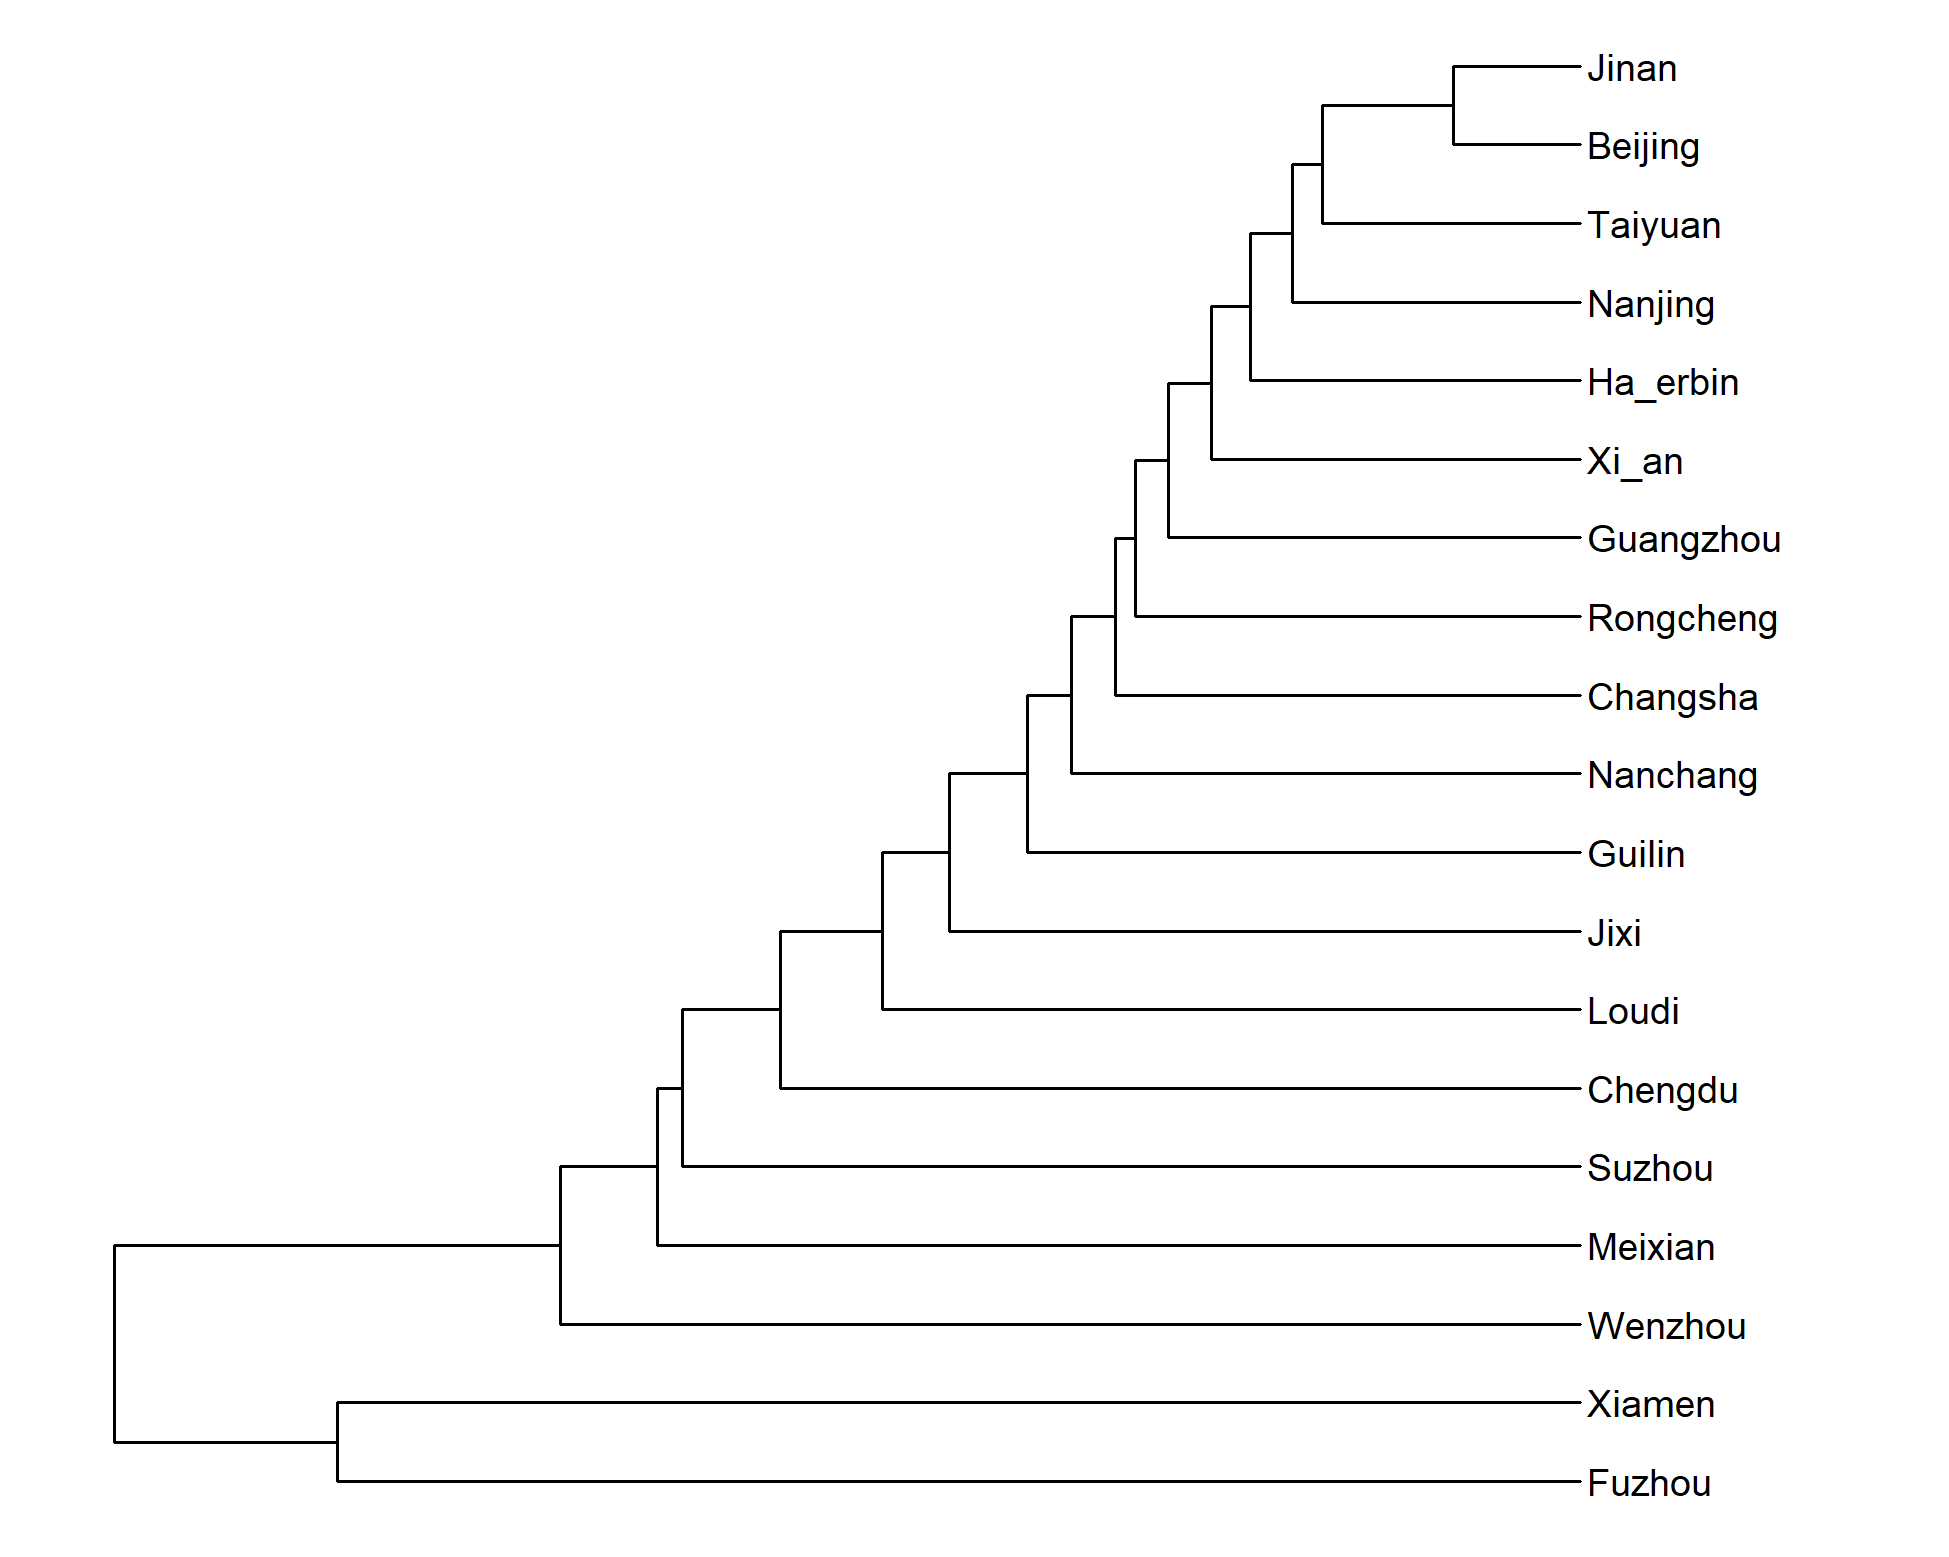 Jinan
Beijing
Taiyuan
Nanjing
Ha_erbin
Xi_an
Guangzhou
Rongcheng
Changsha
Nanchang
Guilin
Jixi
Loudi
Chengdu
Suzhou
Meixian
Wenzhou
Xiamen
Fuzhou